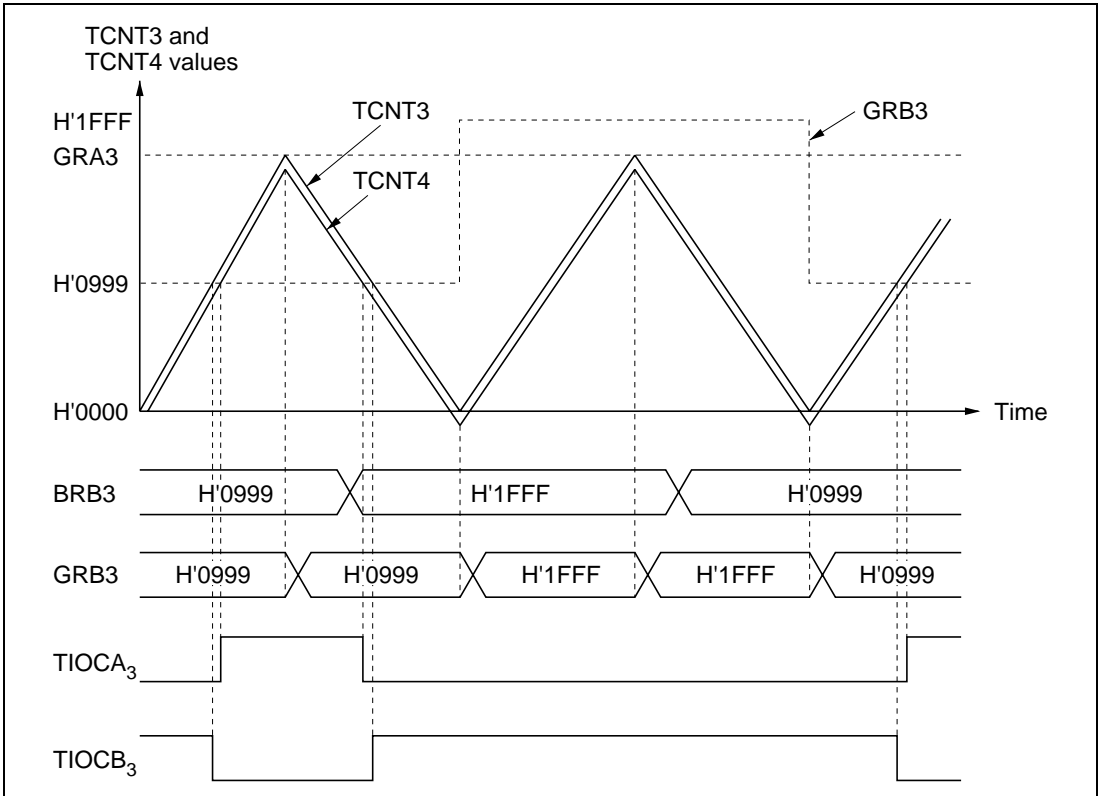 TCNT3 and
TCNT4 values
H'1FFF
GRA3
H'0999
H'0000
TCNT3
TCNT4
GRB3
Time
BRB3 H'0999 H'1FFF H'0999
GRB3 H'0999 H'0999 H'1FFF H'1FFF H'0999
TIOCA3
TIOCB3